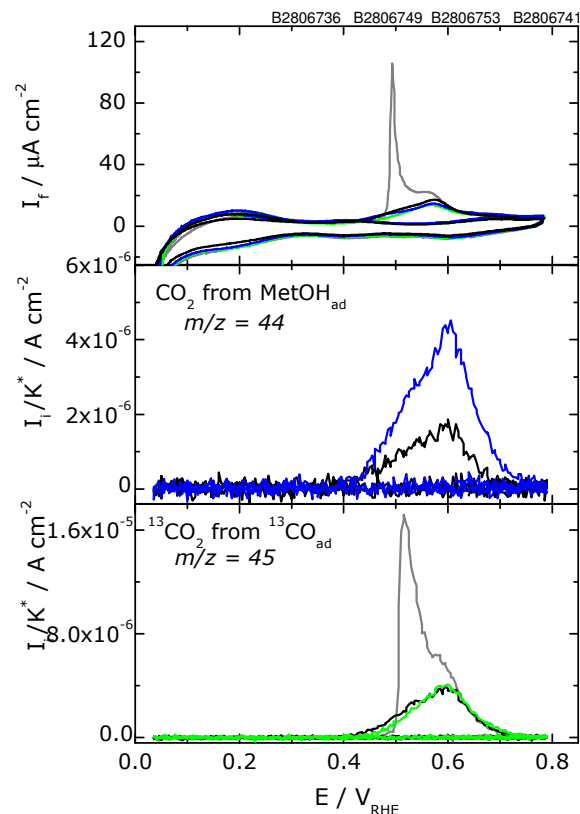 B2806736 B2806749 B2806753 B2806741
120
80
40
0
I_f / µA cm⁻²
6x10⁻⁶
4x10⁻⁶
2x10⁻⁶
0
I_i/K* / A cm⁻²
CO₂ from MetOH_ad
m/z = 44
1.6x10⁻⁵
8.0x10⁻⁶
0.0
I_i/K* / A cm⁻²
¹³CO₂ from ¹³CO_ad
m/z = 45
0.0 0.2 0.4 0.6 0.8
E / V_RHE